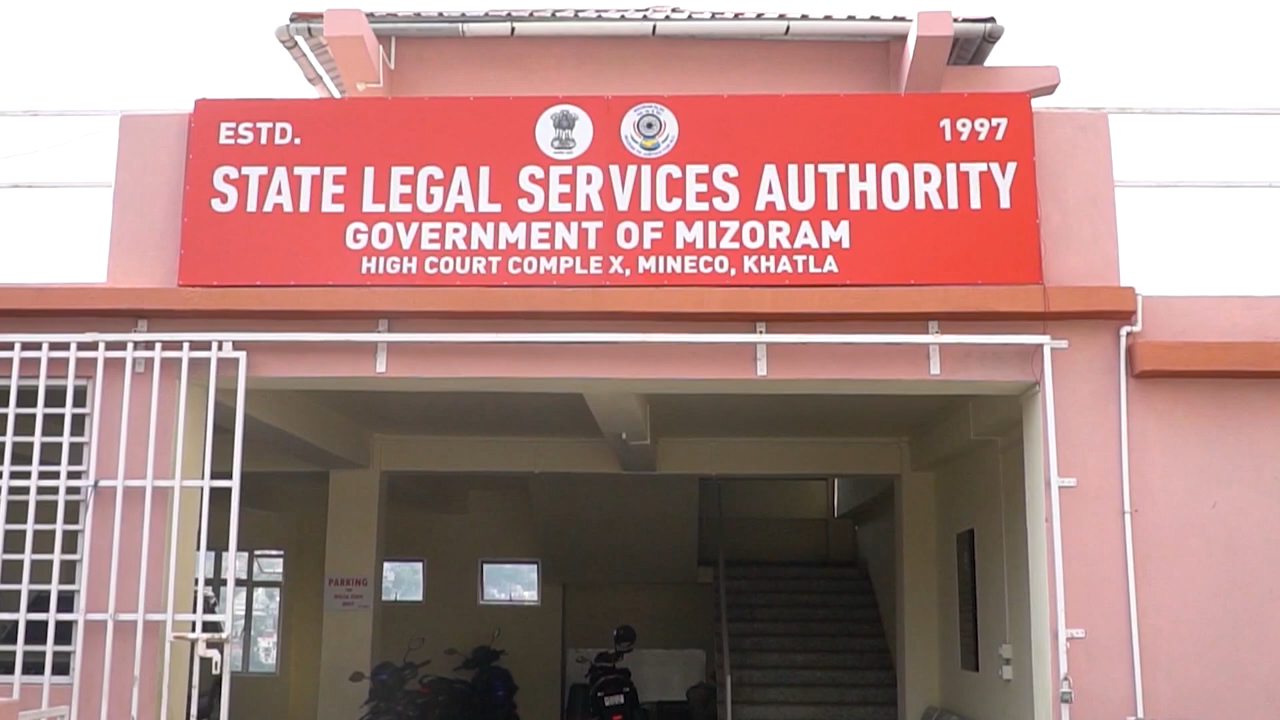 ESTD. 1997
STATE LEGAL SERVICES AUTHORITY
GOVERNMENT OF MIZORAM
HIGH COURT COMPLE X, MINECO, KHATLA
PARKING